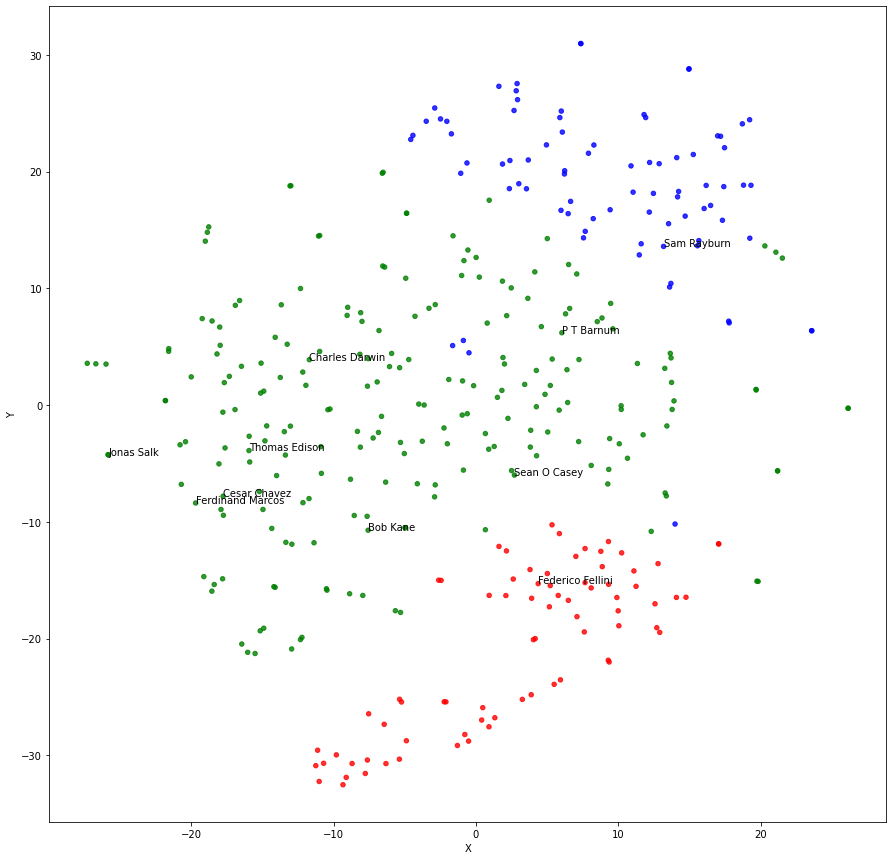 30
20
Sam Rayburn
10
P T Barnum
Charles Darwin
Y
0
Thomas Edison
Jonas Salk
Sean O Casey
Cesar Chavez
Ferdinand Marcos
−10
Bob Kane
Federico Fellini
−20
−30
−20 −10 0 10 20
X